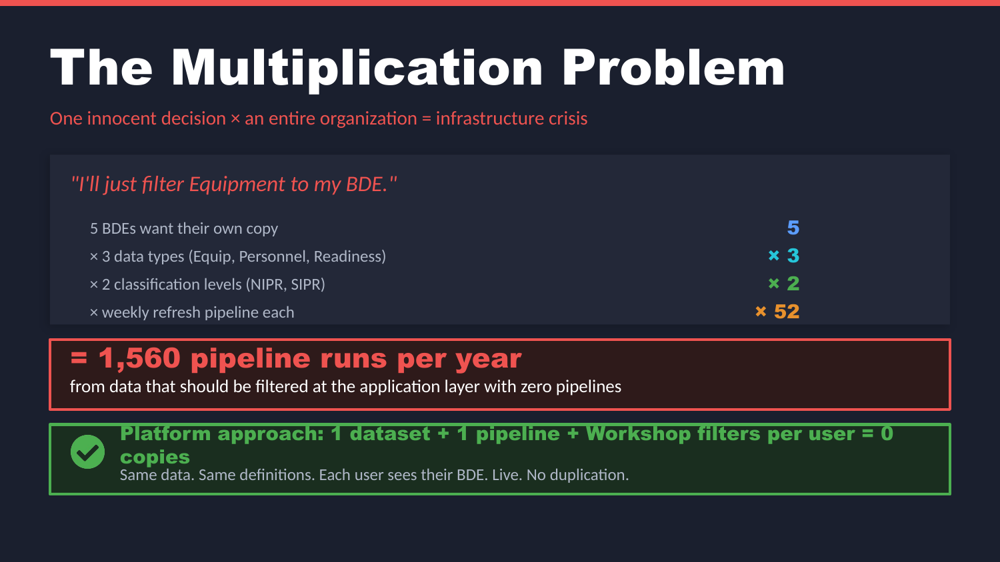 The Multiplication Problem
One innocent decision × an entire organization = infrastructure crisis
"I'll just filter Equipment to my BDE."
5 BDEs want their own copy 5
× 3 data types (Equip, Personnel, Readiness) × 3
× 2 classification levels (NIPR, SIPR) × 2
× weekly refresh pipeline each × 52
= 1,560 pipeline runs per year
from data that should be filtered at the application layer with zero pipelines
Platform approach: 1 dataset + 1 pipeline + Workshop filters per user = 0
copies
Same data. Same definitions. Each user sees their BDE. Live. No duplication.